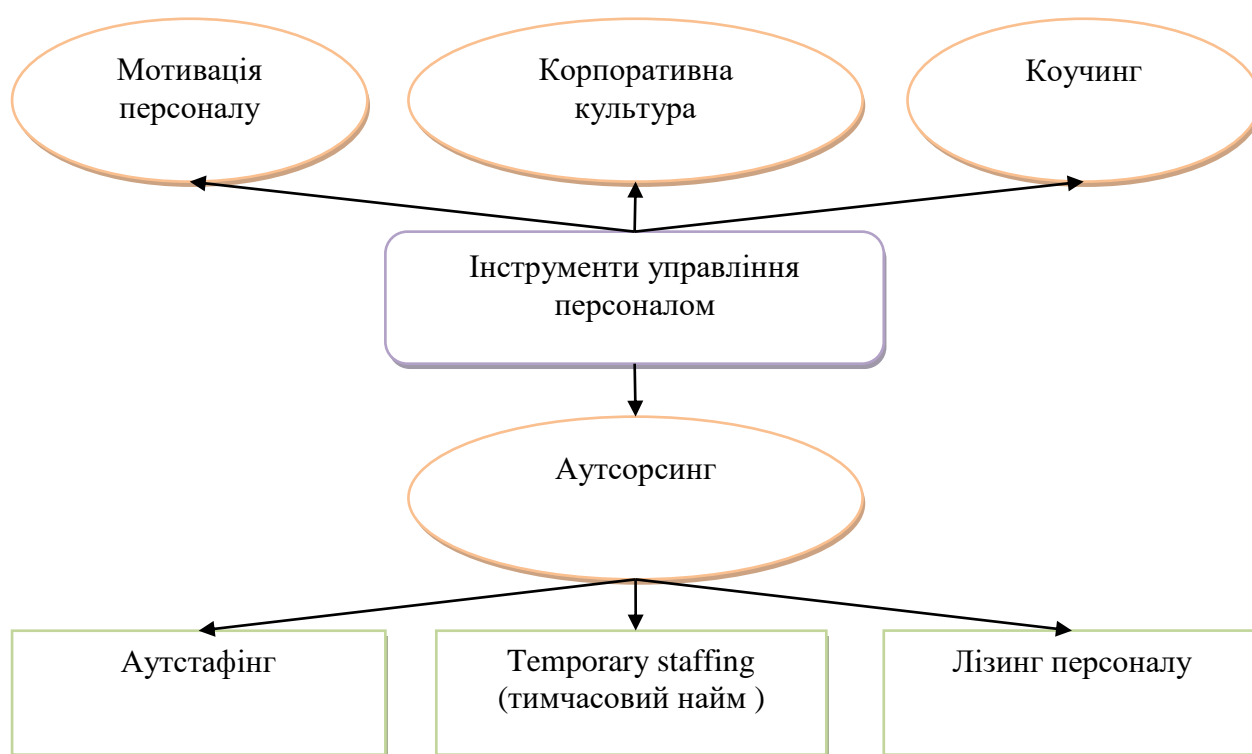 Мотивація
персоналу
Корпоративна
культура
Коучинг
Інструменти управління
персоналом
Аутсорсинг
Аутстафінг
Temporary staffing
(тимчасовий найм )
Лізинг персоналу